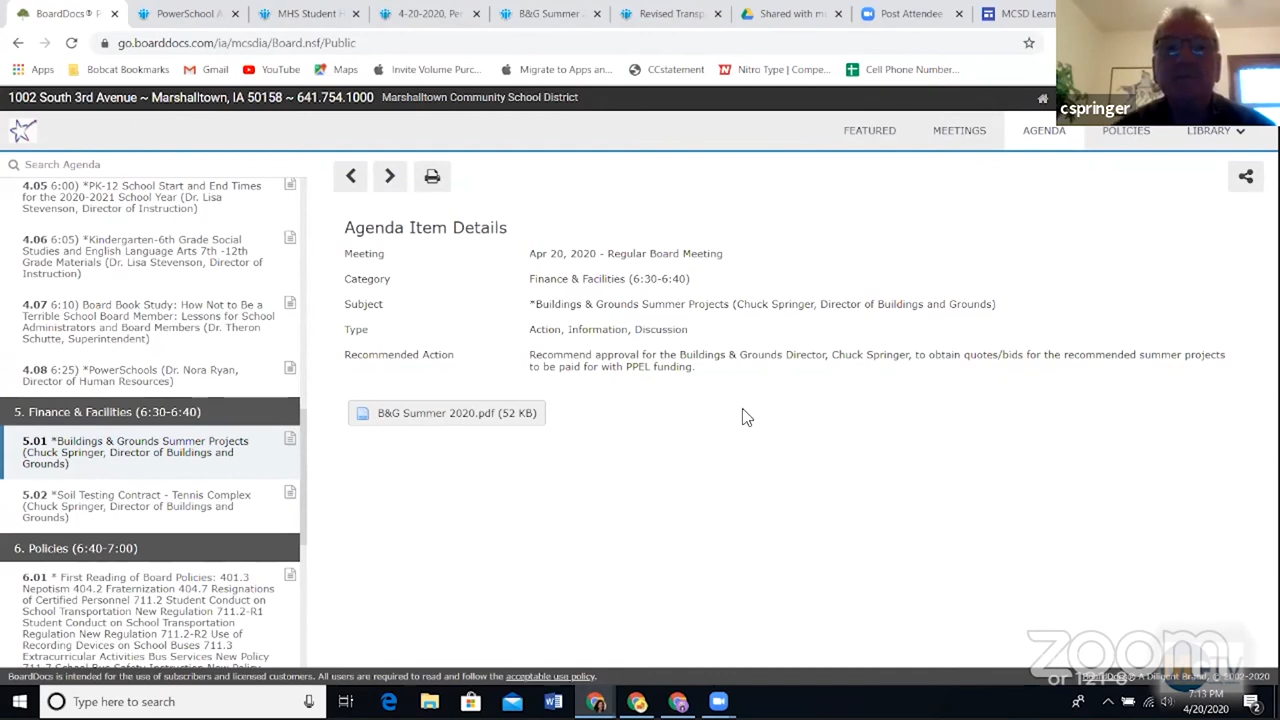 BoardDocs® P
PowerSchool A
MHS Student H
4-20-2020, Pe
B&G Summer
Revised Transp
Shared with m
Post Attendee
MCSD Learn
go.boarddocs.com/ia/mcsdia/Board.nsf/Public
Apps
Bobcat Bookmarks
Gmail
YouTube
Maps
Invite Volume Purc...
Migrate to Apps an...
CCstatement
Nitro Type | Compe...
Cell Phone Number...
cspringer
1002 South 3rd Avenue ~ Marshalltown, IA 50158 ~ 641.754.1000 Marshalltown Community School District
FEATURED
MEETINGS
AGENDA
POLICIES
LIBRARY
Search Agenda
4.05 6:00) *PK-12 School Start and End Times
for the 2020-2021 School Year (Dr. Lisa
Stevenson, Director of Instruction)
4.06 6:05) *Kindergarten-6th Grade Social
Studies and English Language Arts 7th -12th
Grade Materials (Dr. Lisa Stevenson, Director of
Instruction)
4.07 6:10) Board Book Study: How Not to Be a
Terrible School Board Member: Lessons for School
Administrators and Board Members (Dr. Theron
Schutte, Superintendent)
4.08 6:25) *PowerSchools (Dr. Nora Ryan,
Director of Human Resources)
5. Finance & Facilities (6:30-6:40)
5.01 *Buildings & Grounds Summer Projects
(Chuck Springer, Director of Buildings and
Grounds)
5.02 *Soil Testing Contract - Tennis Complex
(Chuck Springer, Director of Buildings and
Grounds)
6. Policies (6:40-7:00)
6.01 * First Reading of Board Policies: 401.3
Nepotism 404.2 Fraternization 404.7 Resignations
of Certified Personnel 711.2 Student Conduct on
School Transportation New Regulation 711.2-R1
Student Conduct on School Transportation
Regulation New Regulation 711.2-R2 Use of
Recording Devices on School Buses 711.3
Extracurricular Activities Bus Services New Policy
711.7 School Bus Safety Instruction New Policy
Agenda Item Details
Meeting Apr 20, 2020 - Regular Board Meeting
Category Finance & Facilities (6:30-6:40)
Subject *Buildings & Grounds Summer Projects (Chuck Springer, Director of Buildings and Grounds)
Type Action, Information, Discussion
Recommended Action Recommend approval for the Buildings & Grounds Director, Chuck Springer, to obtain quotes/bids for the recommended summer projects
to be paid for with PPEL funding.
B&G Summer 2020.pdf (52 KB)
zoom
BoardDocs is intended for the use of subscribers and licensed customers. All users are required to read and follow the acceptable use policy.
A Diligent Brand, © 2002-2020
Type here to search
7:13 PM
4/20/2020
2